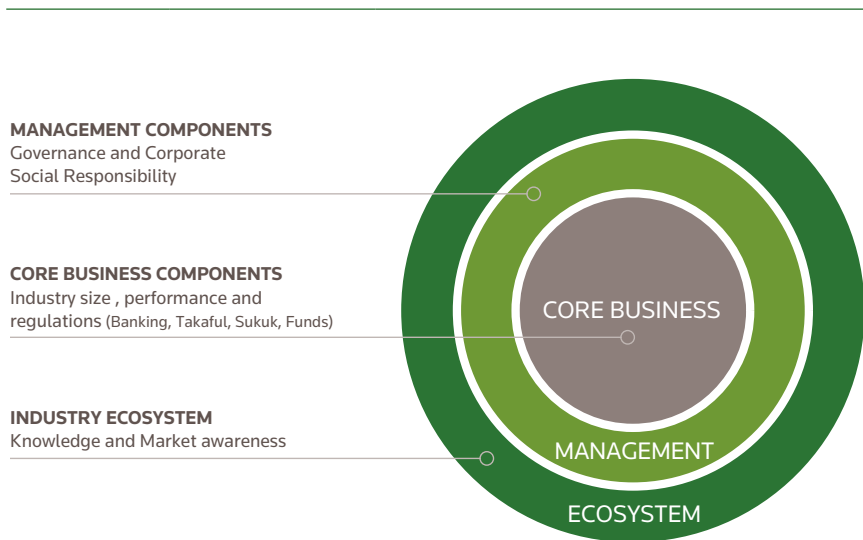 MANAGEMENT COMPONENTS
Governance and Corporate
Social Responsibility
CORE BUSINESS COMPONENTS
Industry size , performance and
regulations (Banking, Takaful, Sukuk, Funds)
INDUSTRY ECOSYSTEM
Knowledge and Market awareness
CORE BUSINESS
MANAGEMENT
ECOSYSTEM